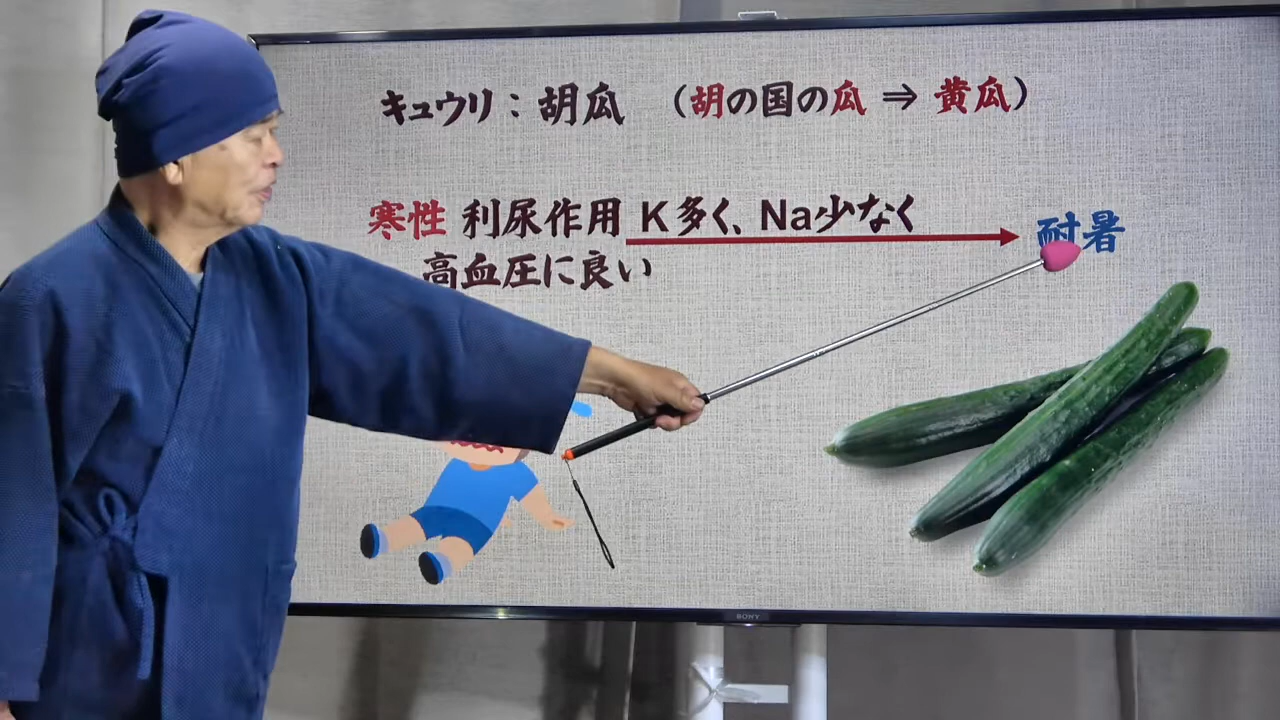 キュウリ：胡瓜 （胡の国の瓜 ⇒ 黄瓜）
寒性 利尿作用 K多く、Na少なく 耐暑
高血圧に良い
SONY